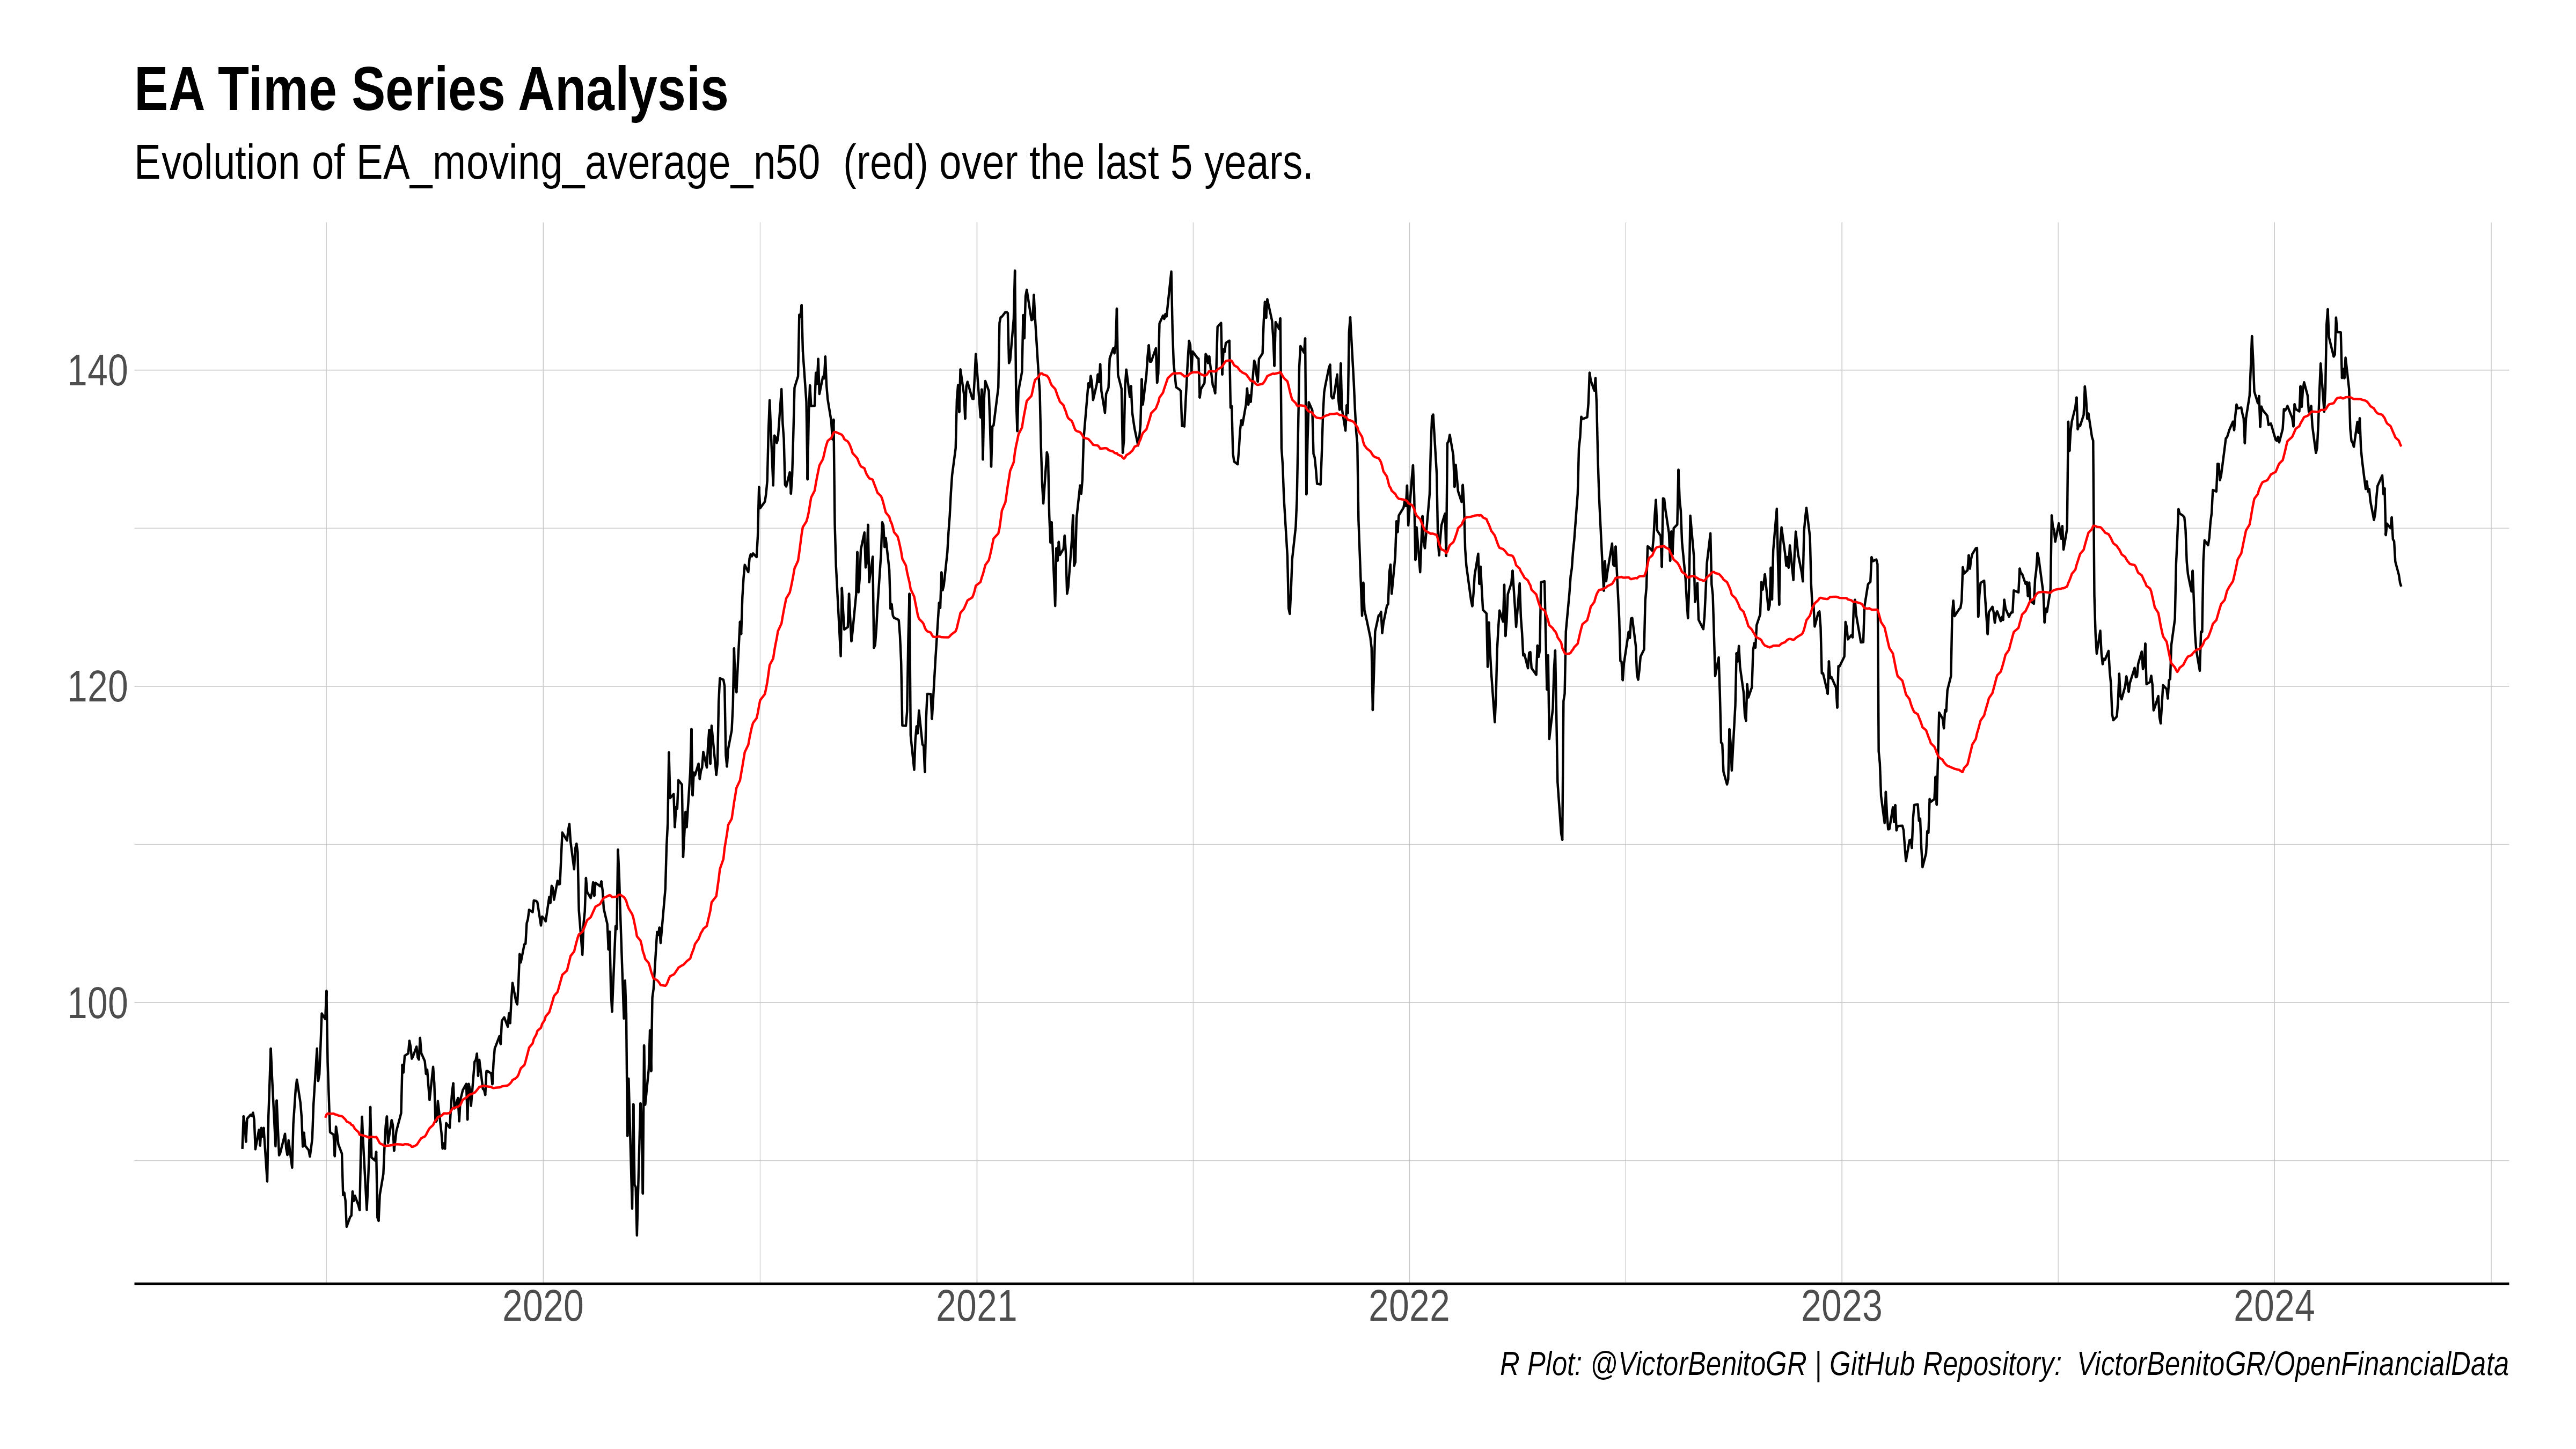 EA Time Series Analysis
Evolution of EA_moving_average_n50  (red) over the last 5 years.
140
120
100
2020 2021 2022 2023 2024
R Plot: @VictorBenitoGR | GitHub Repository:  VictorBenitoGR/OpenFinancialData